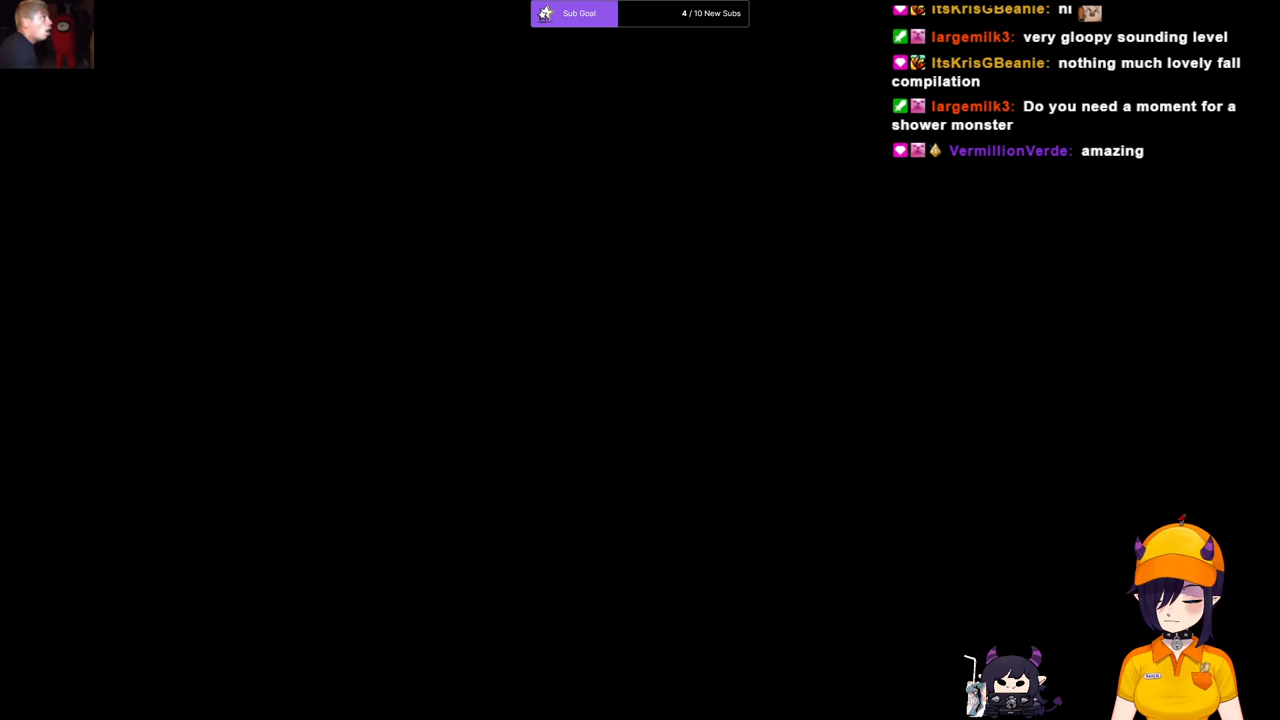 Sub Goal
4 / 10 New Subs
ItsKrisGBeanie: hi
largemilk3: very gloopy sounding level
ItsKrisGBeanie: nothing much lovely fall
compilation
largemilk3: Do you need a moment for a
shower monster
VermillionVerde: amazing